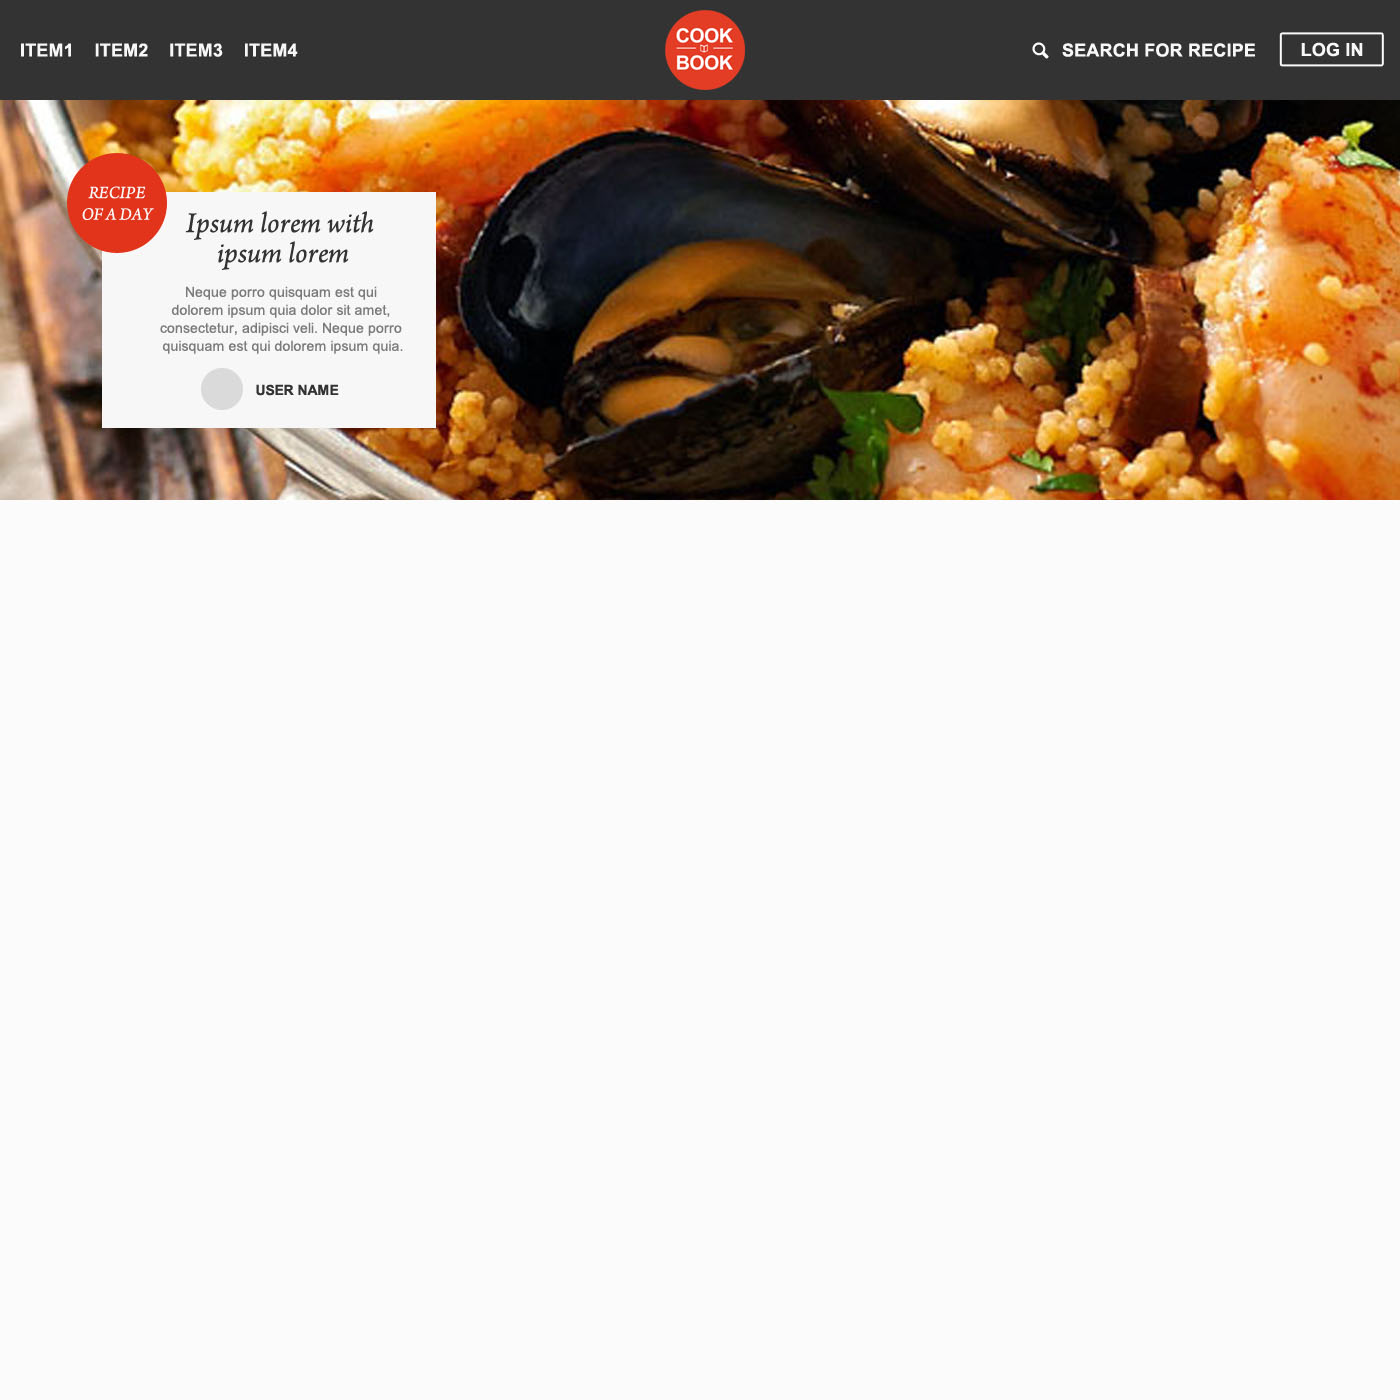 ITEM1 ITEM2 ITEM3 ITEM4
COOK
BOOK
SEARCH FOR RECIPE
LOG IN
RECIPE
OF A DAY
Ipsum lorem with
ipsum lorem
Neque porro quisquam est qui
dolorem ipsum quia dolor sit amet,
consectetur, adipisci veli. Neque porro
quisquam est qui dolorem ipsum quia.
USER NAME